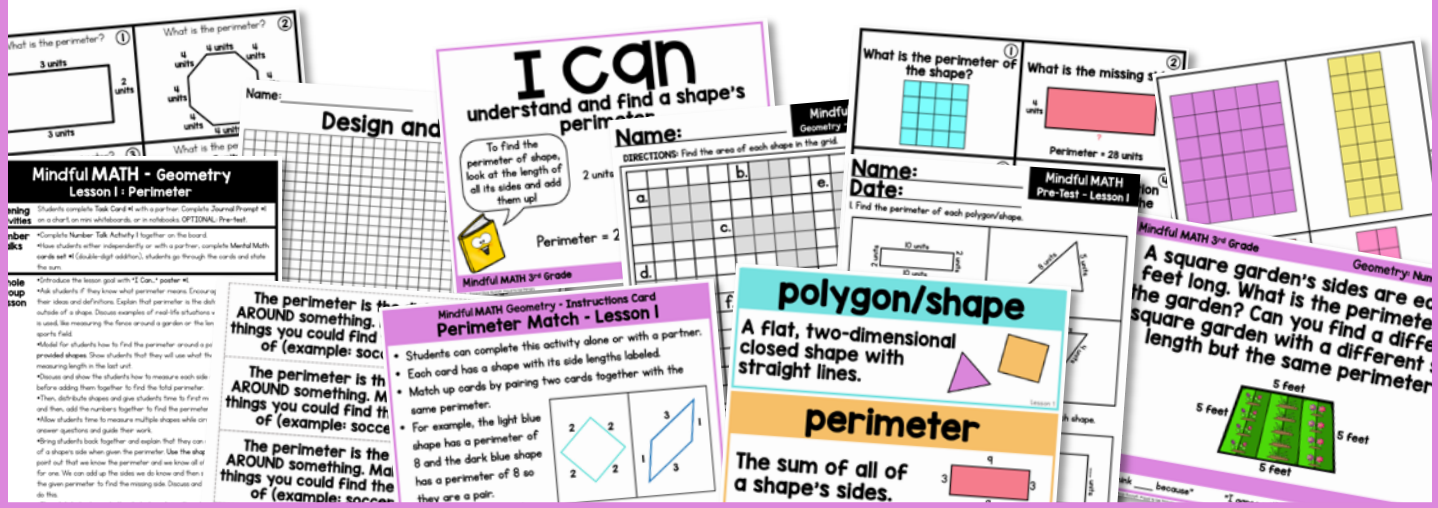 What is the perimeter?
1
3 units
2
units
3 units
What is the perimeter?
2
4 units
4
units
4
units
4
units
4
4
units
4 units
What is the pe
Name:
Design and
I can
understand and find a shape's
To find the
perimeter of shape,
look at the length of
all its sides and add
them up!
2 units
Perimeter = 2
Mindful MATH 3rd Grade
Name:
Mindful
Geometry -
DIRECTIONS: Find the area of each shape in the grid.
a.
b.
c.
d.
e.
f.
1
What is the perimeter of
the shape?
2
What is the missing s
4
units
?
Perimeter = 28 units
Name:
Date:
Mindful MATH
Pre-Test - Lesson 1
1. Find the perimeter of each polygon/shape.
10 units
2
units
2
units
10 units
8 units
5 units
Mindful MATH - Geometry
Lesson 1 : Perimeter
Students complete Task Card #1 with a partner. Complete Journal Prompt #1
on a chart, on mini whiteboards, or in notebooks. OPTIONAL: Pre-test.
•Complete Number Talk Activity 1 together on the board.
•Have students either independently or with a partner, complete Mental Math
cards set #1 (double-digit addition), students go through the cards and state
the sum.
•Introduce the lesson goal with "I Can.." poster #1.
•Ask students if they know what perimeter means. Encourag
their ideas and definitions. Explain that perimeter is the dist
outside of a shape. Discuss examples of real-life situations w
is used, like measuring the fence around a garden or the len
sports field.
•Model for students how to find the perimeter around a po
provided shapes. Show students that they will use what th
measuring length in the last unit.
•Discuss and show the students how to measure each side
before adding them together to find the total perimeter.
•Then, distribute shapes and give students time to first m
and then, add the numbers together to find the perimeter
•Allow students time to measure multiple shapes while
answer questions and guide their work.
•Bring students back together and explain that they can
of a shape's side when given the perimeter. Use the shap
point out that we know the perimeter and we know all
for one. We can add up the sides we do know and then
the given perimeter to find the missing side. Discuss and
do this.
The perimeter is the
AROUND something.
things you could find
of (example: socc
The perimeter is th
AROUND something. M
things you could find th
of (example: socce
The perimeter is the
AROUND something. Mak
things you could find the
of (example: soccer
Mindful MATH Geometry - Instructions Card
Perimeter Match - Lesson 1
• Students can complete this activity alone or with a partner.
• Each card has a shape with its side lengths labeled.
• Match up cards by pairing two cards together with the
same perimeter.
• For example, the light blue
shape has a perimeter of
8 and the dark blue shape
has a perimeter of 8 so
they are a pair.
2
2
2
2
3
1
1
3
polygon/shape
A flat, two-dimensional
closed shape with
straight lines.
Lesson 1
perimeter
The sum of all of
a shape's sides.
9
3
3
Mindful MATH 3rd Grade
Geometry: Num
A square garden's sides are ea
feet long. What is the perimete
the garden? Can you find a diffe
square garden with a different
length but the same perimeter
5 feet
5 feet
5 feet
5 feet
because"